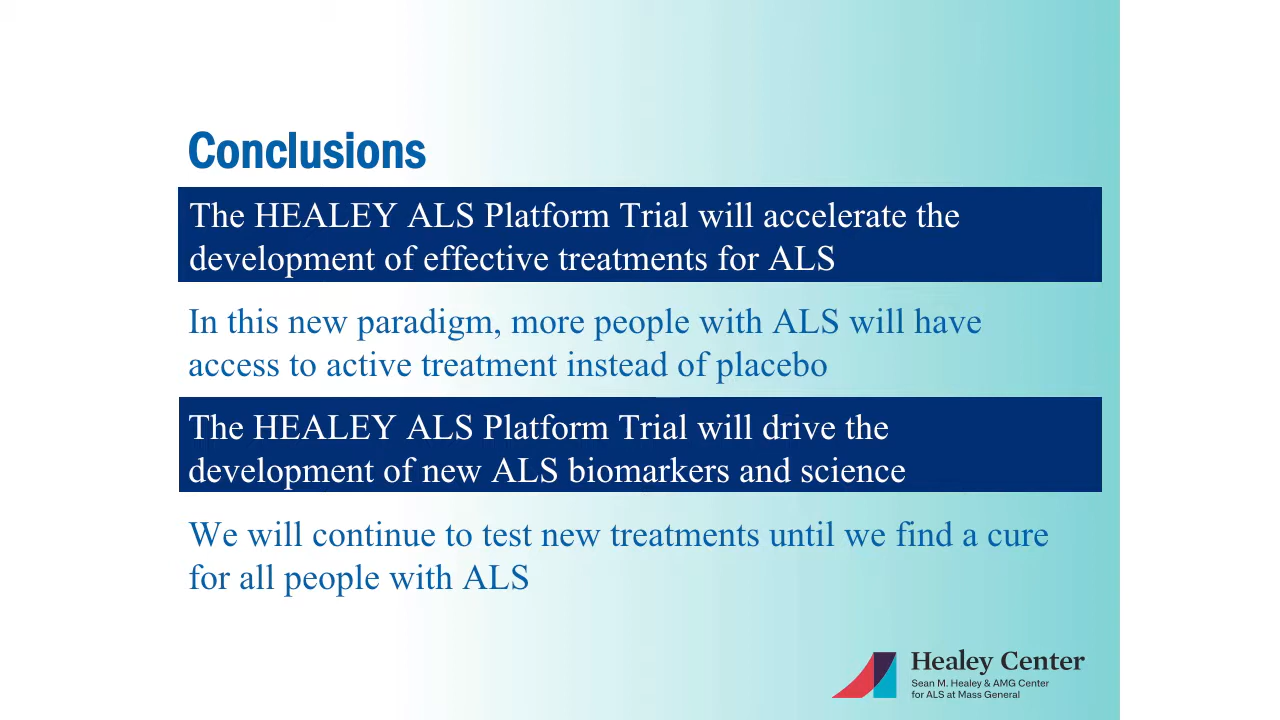 Conclusions
The HEALEY ALS Platform Trial will accelerate the
development of effective treatments for ALS
In this new paradigm, more people with ALS will have
access to active treatment instead of placebo
The HEALEY ALS Platform Trial will drive the
development of new ALS biomarkers and science
We will continue to test new treatments until we find a cure
for all people with ALS
Healey Center
Sean M. Healey & AMG Center
for ALS at Mass General